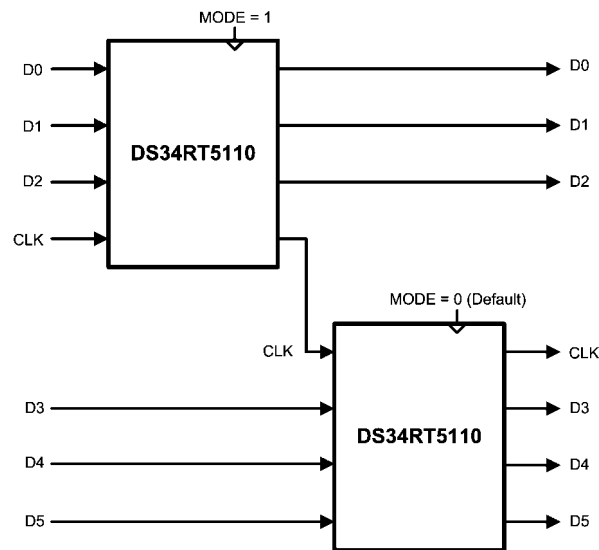 MODE = 1
D0 D0
D1 D1
DS34RT5110
D2 D2
CLK
MODE = 0 (Default)
CLK CLK
D3 D3
DS34RT5110
D4 D4
D5 D5